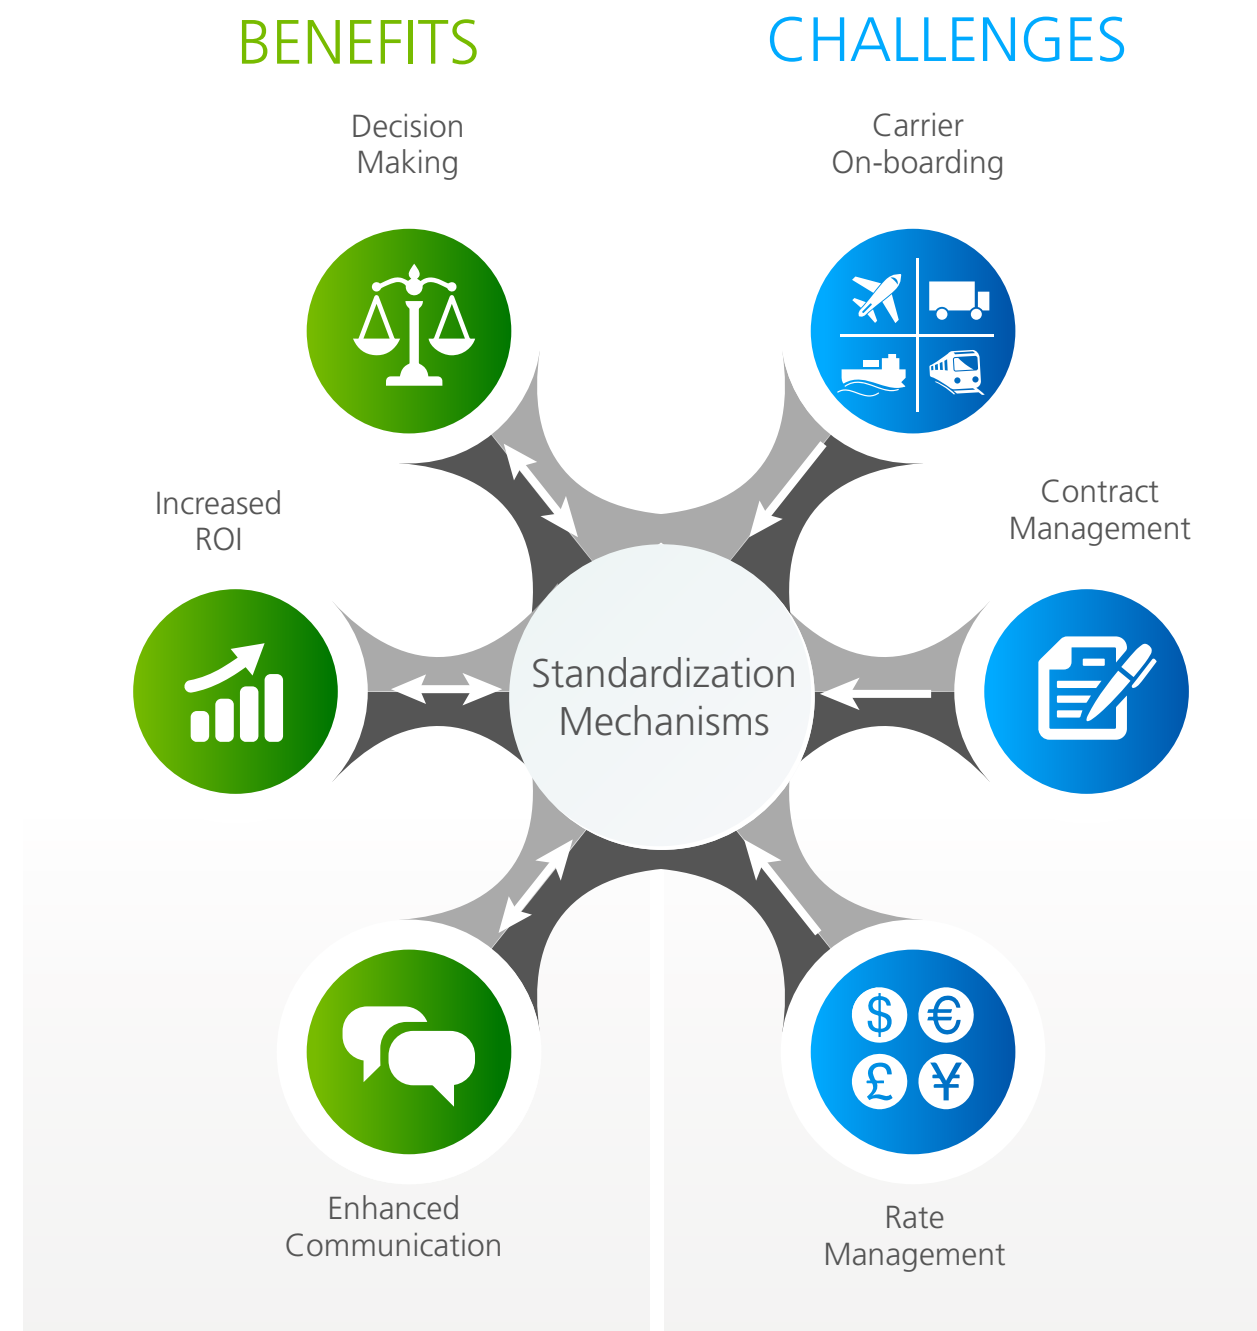 BENEFITS
CHALLENGES
Decision
Making
Carrier
On-boarding
Increased
ROI
Contract
Management
Standardization
Mechanisms
$ €
£ ¥
Enhanced
Communication
Rate
Management